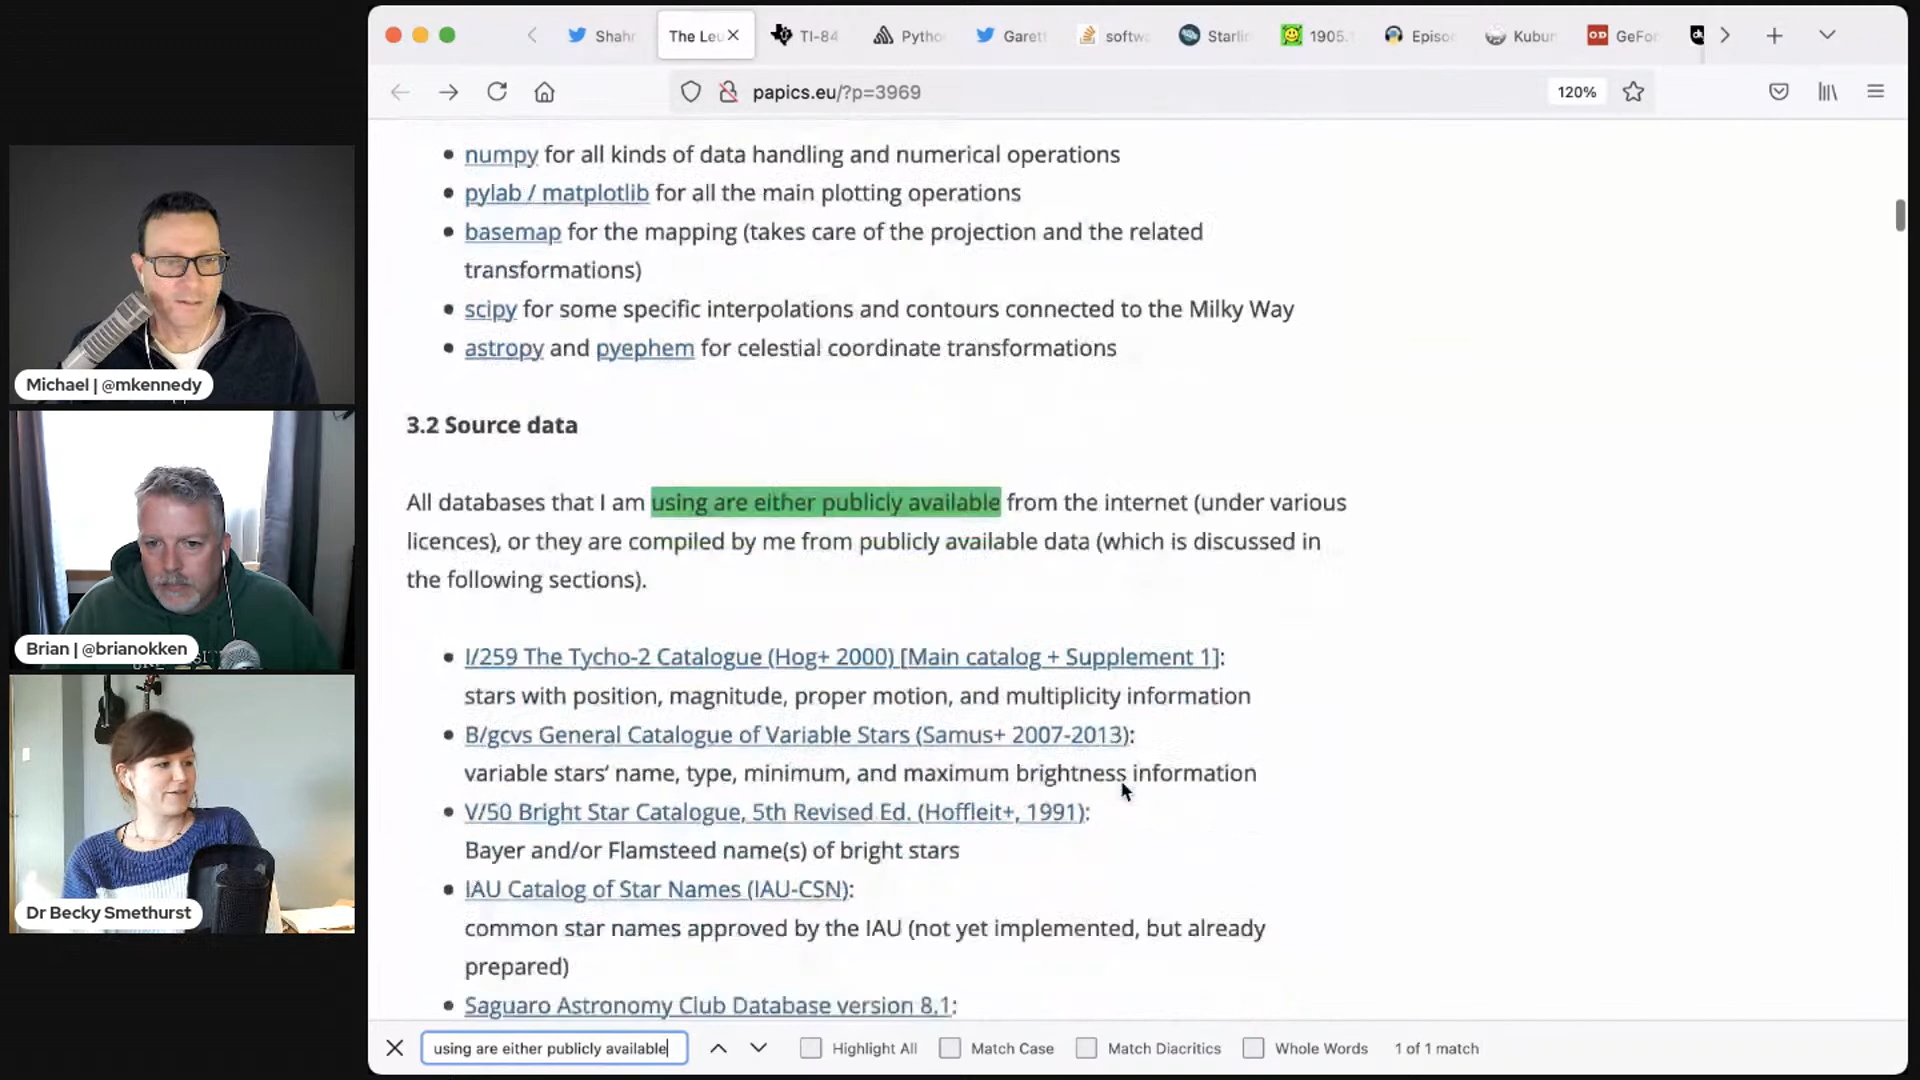 Shahr
The Leu
TI-84
Pytho
Garet
softw
Starli
1905.
Episo
Kubu
GeFo
papics.eu/?p=3969
120%
numpy for all kinds of data handling and numerical operations
pylab / matplotlib for all the main plotting operations
basemap for the mapping (takes care of the projection and the related
transformations)
scipy for some specific interpolations and contours connected to the Milky Way
astropy and pyephem for celestial coordinate transformations
3.2 Source data
All databases that I am using are either publicly available from the internet (under various
licences), or they are compiled by me from publicly available data (which is discussed in
the following sections).
I/259 The Tycho-2 Catalogue (Hog+ 2000) [Main catalog + Supplement 1]:
stars with position, magnitude, proper motion, and multiplicity information
B/gcvs General Catalogue of Variable Stars (Samus+ 2007-2013):
variable stars’ name, type, minimum, and maximum brightness information
V/50 Bright Star Catalogue, 5th Revised Ed. (Hoffleit+, 1991):
Bayer and/or Flamsteed name(s) of bright stars
IAU Catalog of Star Names (IAU-CSN):
common star names approved by the IAU (not yet implemented, but already
prepared)
Saguaro Astronomy Club Database version 8.1:
using are either publicly available
Highlight All
Match Case
Match Diacritics
Whole Words
1 of 1 match
Michael | @mkennedy
Brian | @brianokken
Dr Becky Smethurst